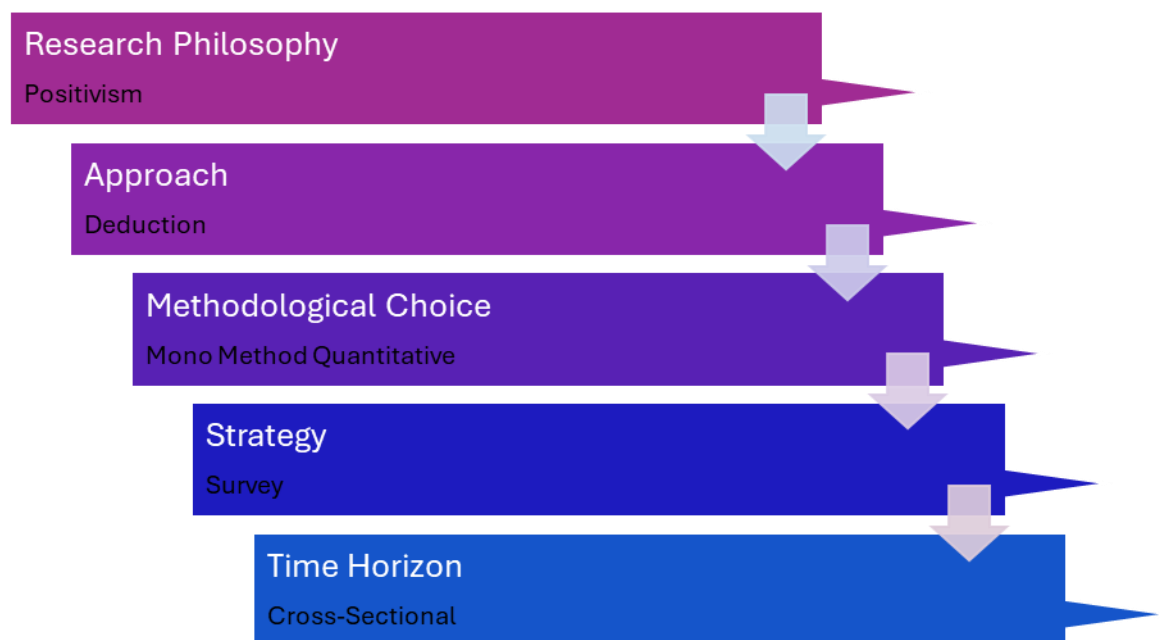 Research Philosophy
Positivism
Approach
Deduction
Methodological Choice
Mono Method Quantitative
Strategy
Survey
Time Horizon
Cross-Sectional